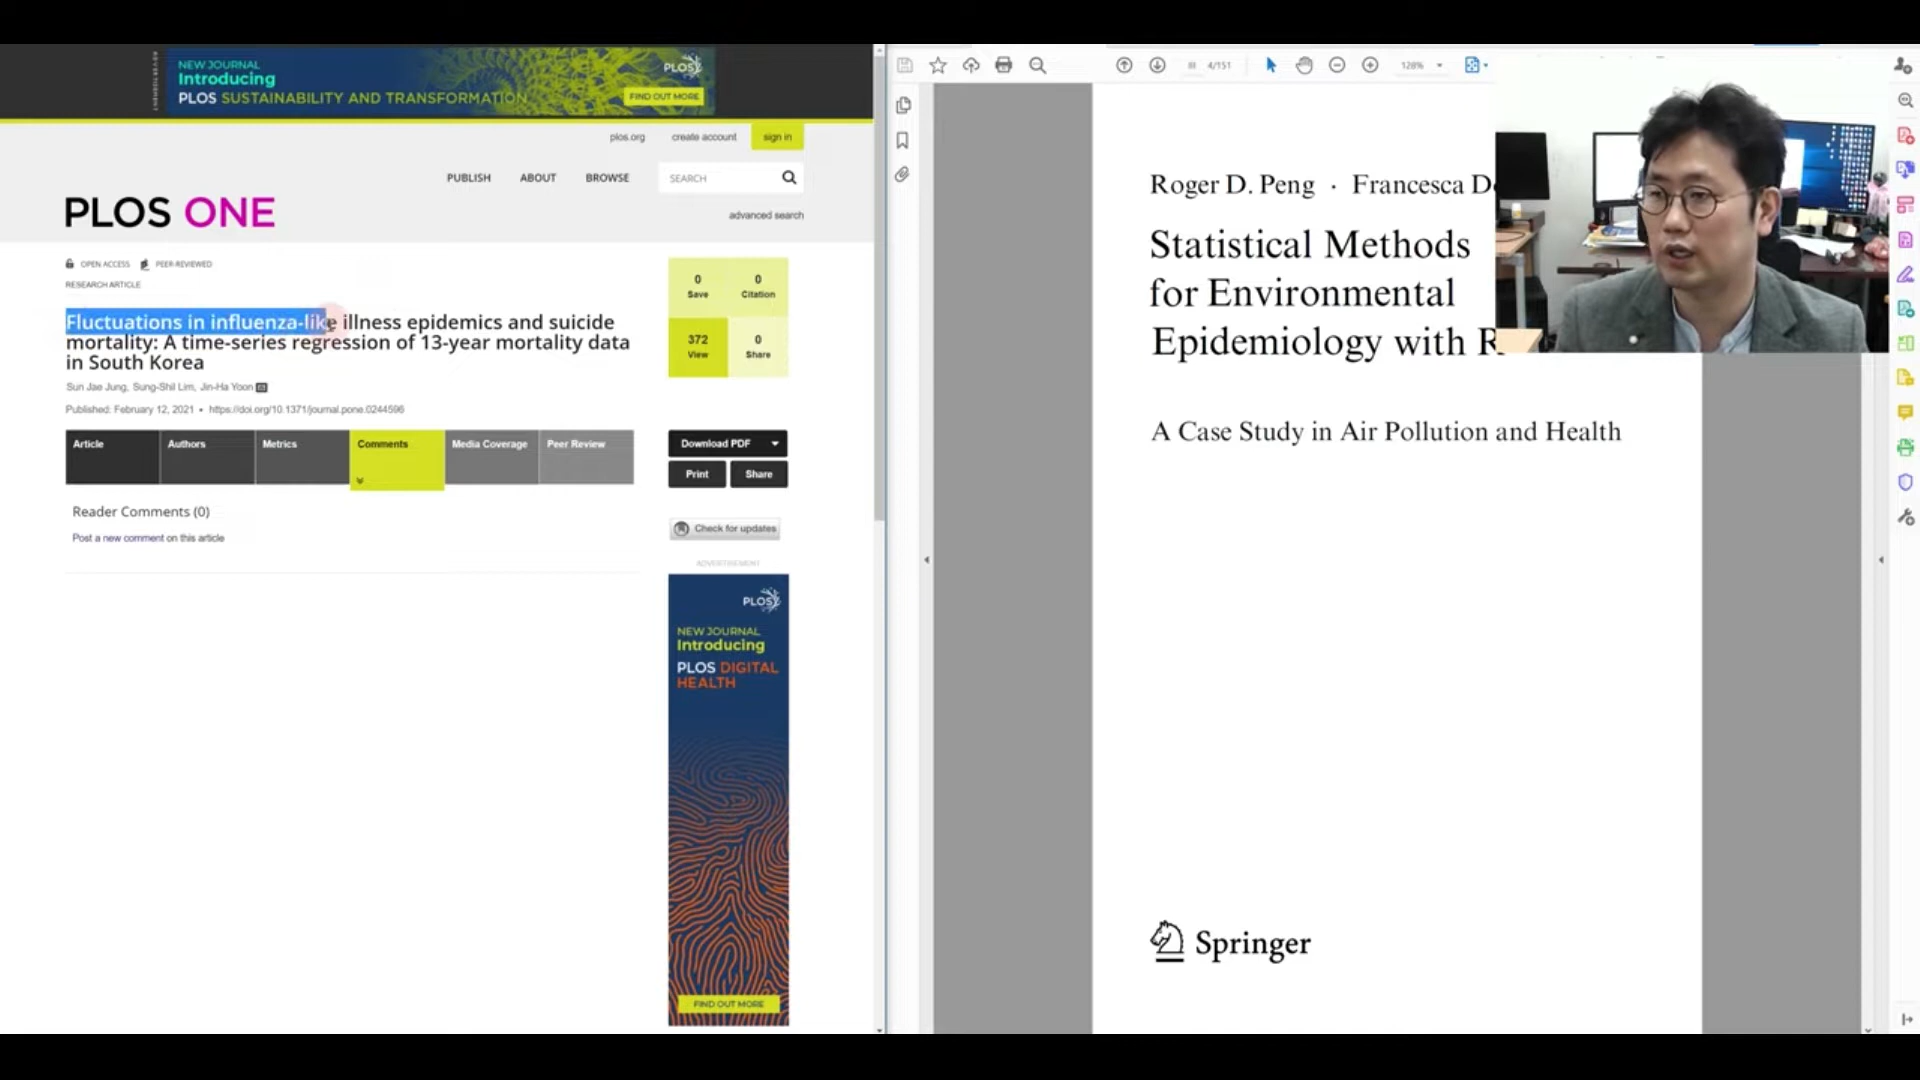 NEW JOURNAL
Introducing
PLOS SUSTAINABILITY AND TRANSFORMATION
PLOS
FIND OUT MORE
ADVERTISEMENT
plos.org
create account
sign in
PUBLISH
ABOUT
BROWSE
SEARCH
PLOS ONE
advanced search
OPEN ACCESS
PEER-REVIEWED
RESEARCH ARTICLE
Fluctuations in influenza-like illness epidemics and suicide
mortality: A time-series regression of 13-year mortality data
in South Korea
Sun Jae Jung, Sung-Shil Lim, Jin-Ha Yoon
Published: February 12, 2021 • https://doi.org/10.1371/journal.pone.0244596
0
Save
0
Citation
372
View
0
Share
Article
Authors
Metrics
Comments
Media Coverage
Peer Review
Download PDF
Print
Share
Reader Comments (0)
Post a new comment on this article
Check for updates
ADVERTISEMENT
PLOS
NEW JOURNAL
Introducing
PLOS DIGITAL
HEALTH
FIND OUT MORE
III
4/151
128%
Roger D. Peng · Francesca
Statistical Methods
for Environmental
Epidemiology with R
A Case Study in Air Pollution and Health
Springer